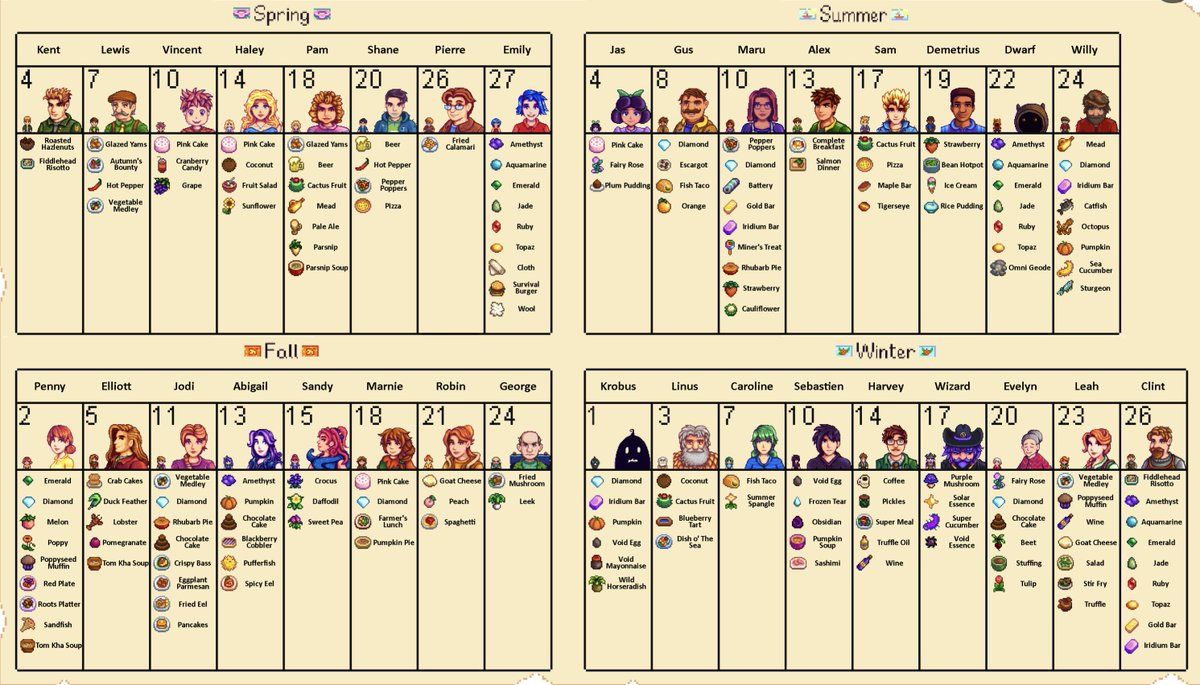 Spring
Kent
Lewis
Vincent
Haley
Pam
Shane
Pierre
Emily
4
7
10
14
18
20
26
27
Roasted
Hazlenuts
Fiddlehead
Risotto
Glazed Yams
Autumn's
Bounty
Hot Pepper
Vegetable
Medley
Pink Cake
Cranberry
Candy
Grape
Pink Cake
Coconut
Fruit Salad
Sunflower
Glazed Yams
Beer
Cactus Fruit
Mead
Pale Ale
Parsnip
Parsnip Soup
Beer
Hot Pepper
Pepper
Poppers
Pizza
Fried
Calamari
Amethyst
Aquamarine
Emerald
Jade
Ruby
Topaz
Cloth
Survival
Burger
Wool
Summer
Jas
Gus
Maru
Alex
Sam
Demetrius
Dwarf
Willy
4
8
10
13
17
19
22
24
Pink Cake
Fairy Rose
Plum Pudding
Diamond
Escargot
Fish Taco
Orange
Pepper
Poppers
Diamond
Battery
Gold Bar
Iridium Bar
Miner's Treat
Rhubarb Pie
Strawberry
Cauliflower
Complete
Breakfast
Salmon
Dinner
Cactus Fruit
Pizza
Maple Bar
Tigerseye
Strawberry
Bean Hotpot
Ice Cream
Rice Pudding
Amethyst
Aquamarine
Emerald
Jade
Ruby
Topaz
Omni Geode
Mead
Diamond
Iridium Bar
Catfish
Octopus
Pumpkin
Sea
Cucumber
Sturgeon
Fall
Penny
Elliott
Jodi
Abigail
Sandy
Marnie
Robin
George
2
5
11
13
15
18
21
24
Emerald
Diamond
Melon
Poppy
Poppyseed
Muffin
Red Plate
Roots Platter
Sandfish
Tom Kha Soup
Crab Cakes
Duck Feather
Lobster
Pomegranate
Tom Kha Soup
Vegetable
Medley
Diamond
Rhubarb Pie
Chocolate
Cake
Crispy Bass
Eggplant
Parmesan
Fried Eel
Pancakes
Amethyst
Pumpkin
Chocolate
Cake
Blackberry
Cobbler
Pufferfish
Spicy Eel
Crocus
Daffodil
Sweet Pea
Pink Cake
Diamond
Farmer's
Lunch
Pumpkin Pie
Goat Cheese
Peach
Spaghetti
Fried
Mushroom
Leek
Winter
Krobus
Linus
Caroline
Sebastien
Harvey
Wizard
Evelyn
Leah
Clint
1
3
7
10
14
17
20
23
26
Diamond
Iridium Bar
Pumpkin
Void Egg
Void
Mayonnaise
Wild
Horseradish
Coconut
Cactus Fruit
Blueberry
Tart
Dish o' The
Sea
Fish Taco
Summer
Spangle
Void Egg
Frozen Tear
Obsidian
Pumpkin
Soup
Sashimi
Coffee
Pickles
Super Meal
Truffle Oil
Wine
Purple
Mushroom
Solar
Essence
Super
Cucumber
Void
Essence
Fairy Rose
Diamond
Chocolate
Cake
Beet
Stuffing
Tulip
Vegetable
Medley
Poppyseed
Muffin
Wine
Goat Cheese
Salad
Stir Fry
Truffle
Fiddlehead
Risotto
Amethyst
Aquamarine
Emerald
Jade
Ruby
Topaz
Gold Bar
Iridium Bar